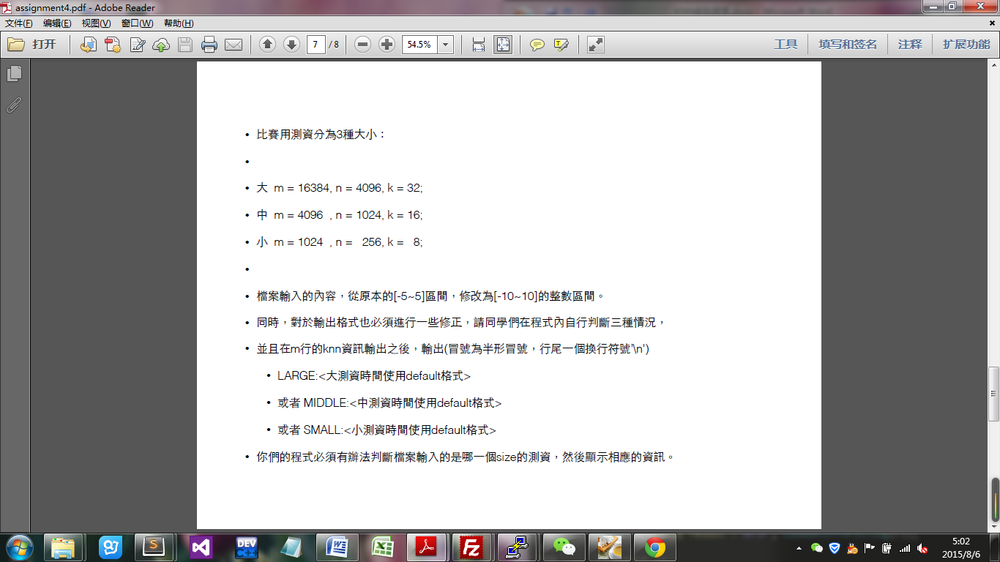 assignment4.pdf - Adobe Reader
文件(F) 编辑(E) 视图(V) 窗口(W) 帮助(H)
打开 7 / 8 54.5% 工具 填写和签名 注释 扩展功能
• 比賽用測資分為3種大小：
•
• 大 m = 16384, n = 4096, k = 32;
• 中 m = 4096 , n = 1024, k = 16;
• 小 m = 1024 , n = 256, k = 8;
•
• 檔案輸入的內容，從原本的[-5~5]區間，修改為[-10~10]的整數區間。
• 同時，對於輸出格式也必須進行一些修正，請同學們在程式內自行判斷三種情況，
• 並且在m行的knn資訊輸出之後，輸出(冒號為半形冒號，行尾一個換行符號'\n')
• LARGE:<大測資時間使用default格式>
• 或者 MIDDLE:<中測資時間使用default格式>
• 或者 SMALL:<小測資時間使用default格式>
• 你們的程式必須有辦法判斷檔案輸入的是哪一個size的測資，然後顯示相應的資訊。
5:02
2015/8/6